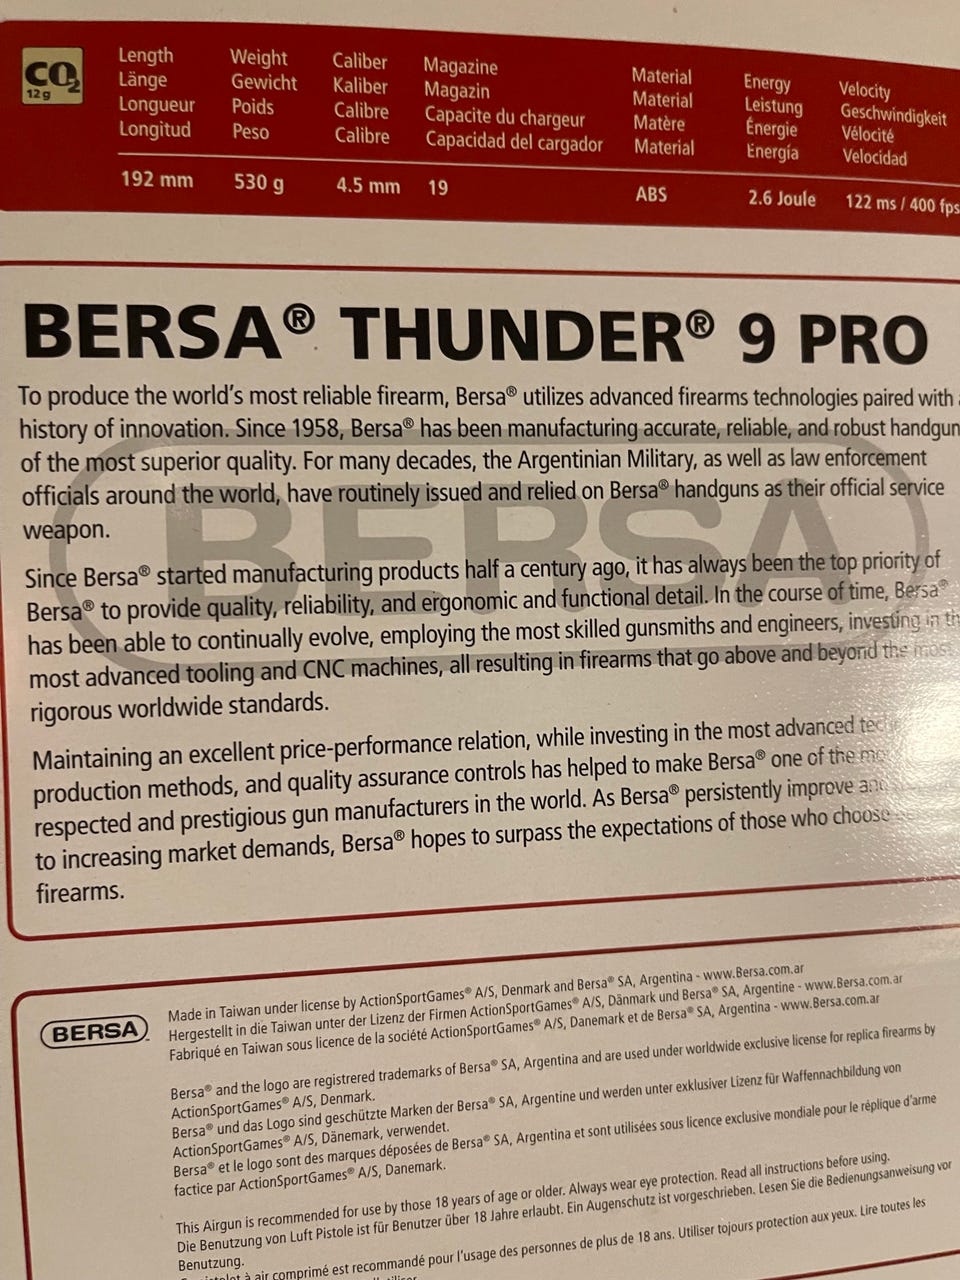 CO2
12g
Length Weight Caliber Magazine Material Energy Velocity
Länge Gewicht Kaliber Magazin Material Leistung Geschwindigkeit
Longueur Poids Calibre Capacite du chargeur Matère Énergie Vélocité
Longitud Peso Calibre Capacidad del cargador Material Energía Velocidad
192 mm 530 g 4.5 mm 19 ABS 2.6 Joule 122 ms / 400 fps
BERSA® THUNDER® 9 PRO
To produce the world's most reliable firearm, Bersa® utilizes advanced firearms technologies paired with a
history of innovation. Since 1958, Bersa® has been manufacturing accurate, reliable, and robust handgun
of the most superior quality. For many decades, the Argentinian Military, as well as law enforcement
officials around the world, have routinely issued and relied on Bersa® handguns as their official service
weapon.
BERSA
Since Bersa® started manufacturing products half a century ago, it has always been the top priority of
Bersa® to provide quality, reliability, and ergonomic and functional detail. In the course of time, Bersa®
has been able to continually evolve, employing the most skilled gunsmiths and engineers, investing in th
most advanced tooling and CNC machines, all resulting in firearms that go above and beyond the most
rigorous worldwide standards.
Maintaining an excellent price-performance relation, while investing in the most advanced
production methods, and quality assurance controls has helped to make Bersa® one of the
respected and prestigious gun manufacturers in the world. As Bersa® persistently improve
to increasing market demands, Bersa® hopes to surpass the expectations of those who choose
firearms.
BERSA
Made in Taiwan under license by ActionSportGames® A/S, Denmark and Bersa® SA, Argentina - www.Bersa.com.ar
Hergestellt in die Taiwan unter der Lizenz der Firmen ActionSportGames® A/S, Dänmark und Bersa® SA, Argentine - www.Bersa.com.ar
Fabriqué en Taiwan sous licence de la société ActionSportGames® A/S, Danemark et de Bersa® SA, Argentina - www.Bersa.com.ar
Bersa® and the logo are registrered trademarks of Bersa® SA, Argentina and are used under worldwide exclusive license for replica firearms by
ActionSportGames® A/S, Denmark.
Bersa® und das Logo sind geschützte Marken der Bersa® SA, Argentine und werden unter exklusiver Lizenz für Waffennachbildung von
ActionSportGames® A/S, Dänemark, verwendet.
Bersa® et le logo sont des marques déposées de Bersa® SA, Argentina et sont utilisées sous licence exclusive mondiale pour le réplique d'arme
factice par ActionSportGames® A/S, Danemark.
This Airgun is recommended for use by those 18 years of age or older. Always wear eye protection. Read all instructions before using.
Die Benutzung von Luft Pistole ist für Benutzer über 18 Jahre erlaubt. Ein Augenschutz ist vorgeschrieben. Lesen Sie die Bedienungsanweisung vor
Benutzung.
à air comprimé est recommandé pour l'usage des personnes de plus de 18 ans. Utiliser tojours protection aux yeux. Lire toutes les